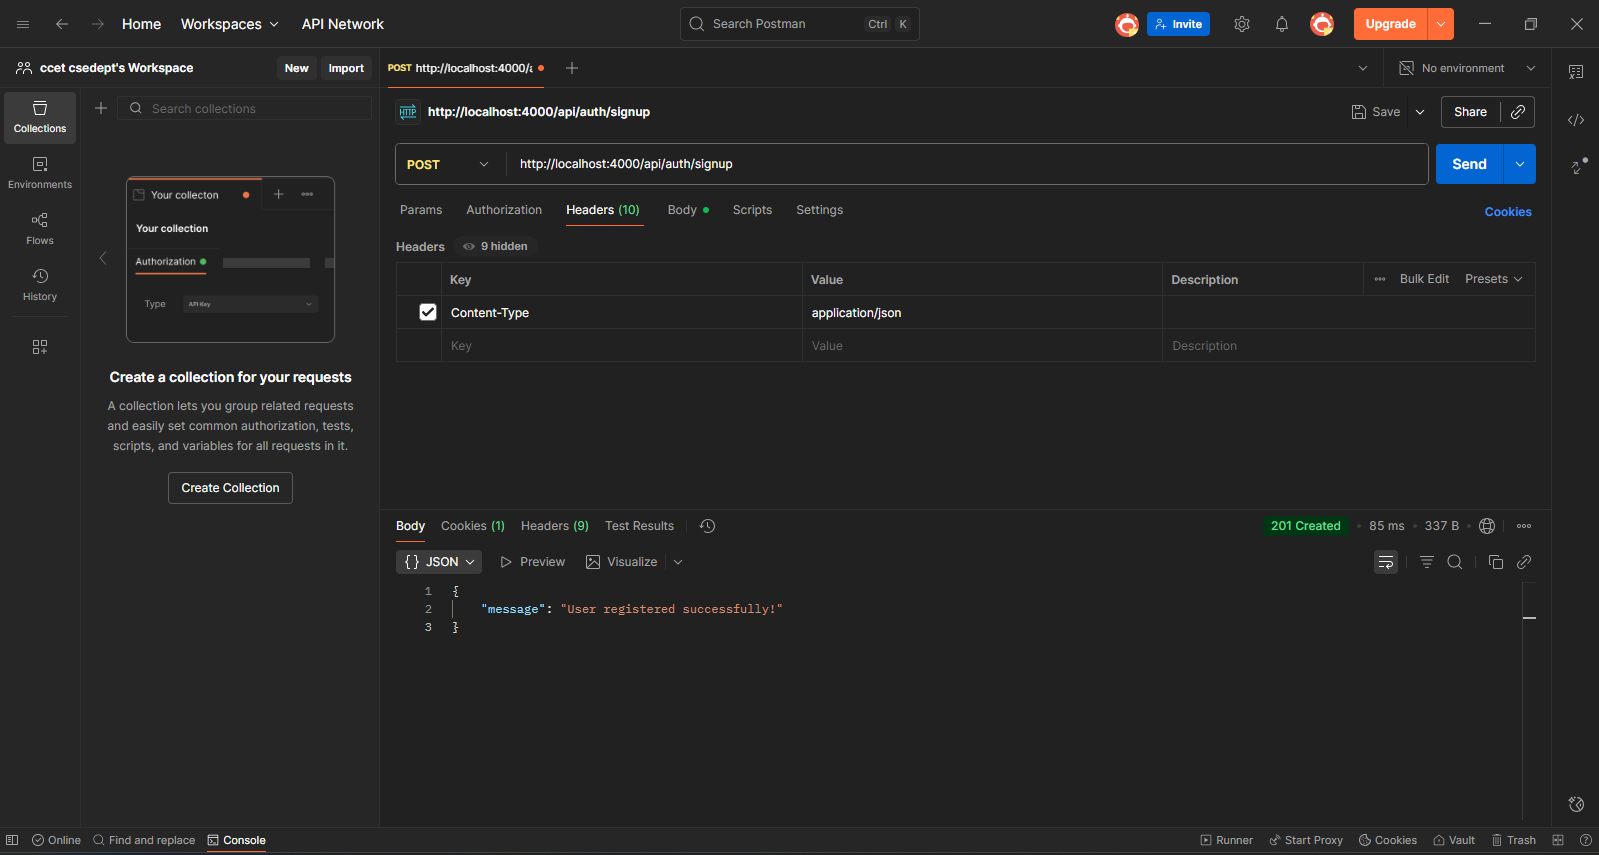 Home Workspaces API Network Search Postman Ctrl K Invite Upgrade
ccet csedept's Workspace New Import POST http://localhost:4000/a No environment
Search collections
HTTP http://localhost:4000/api/auth/signup Save Share
Collections
Environments
Flows
History
Your collecton
Your collection
Authorization
Type API Key
Create a collection for your requests
A collection lets you group related requests
and easily set common authorization, tests,
scripts, and variables for all requests in it.
Create Collection
POST http://localhost:4000/api/auth/signup Send
Params Authorization Headers (10) Body Scripts Settings Cookies
Headers 9 hidden
Key Value Description Bulk Edit Presets
Content-Type application/json
Key Value Description
Body Cookies (1) Headers (9) Test Results 201 Created 85 ms 337 B
{} JSON Preview Visualize
1 {
2 "message": "User registered successfully!"
3 }
Online Find and replace Console Runner Start Proxy Cookies Vault Trash